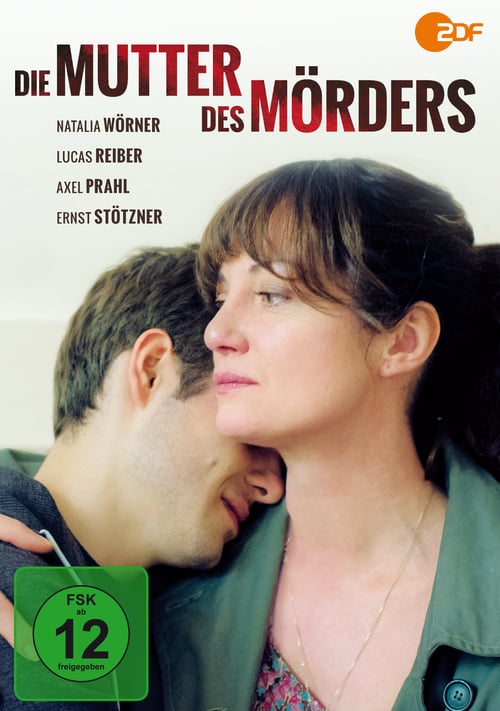 ZDF
DIE MUTTER
DES MÖRDERS
NATALIA WÖRNER
LUCAS REIBER
AXEL PRAHL
ERNST STÖTZNER
FSK
ab
12
freigegeben